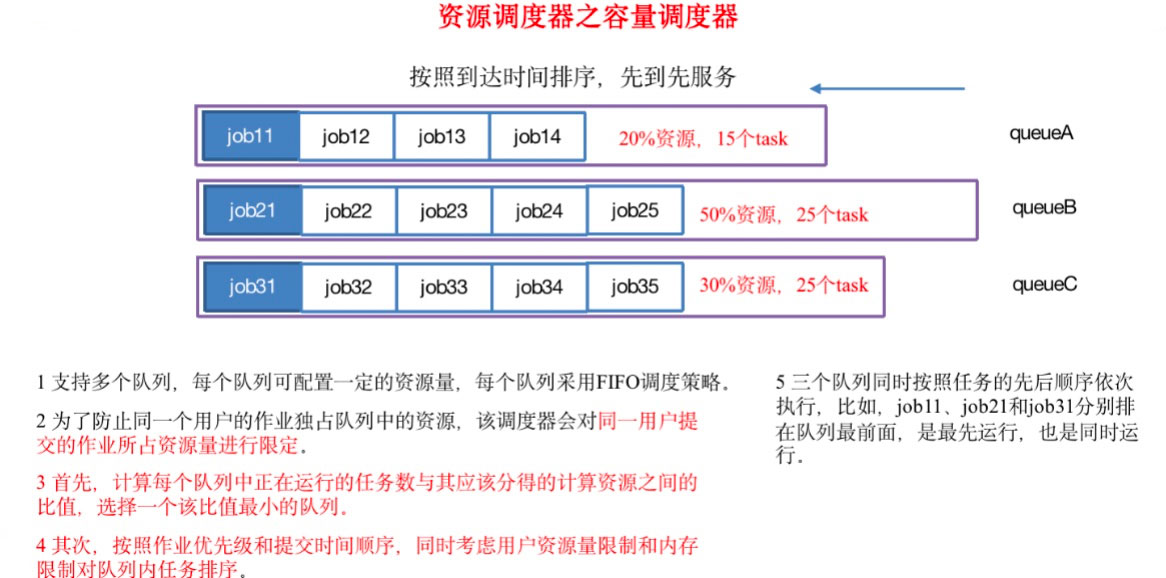 资源调度器之容量调度器
按照到达时间排序，先到先服务
job11 job12 job13 job14 20%资源，15个task queueA
job21 job22 job23 job24 job25 50%资源，25个task queueB
job31 job32 job33 job34 job35 30%资源，25个task queueC
1 支持多个队列，每个队列可配置一定的资源量，每个队列采用FIFO调度策略。
2 为了防止同一个用户的作业独占队列中的资源，该调度器会对同一用户提
交的作业所占资源量进行限定。
3 首先，计算每个队列中正在运行的任务数与其应该分得的计算资源之间的
比值，选择一个该比值最小的队列。
4 其次，按照作业优先级和提交时间顺序，同时考虑用户资源量限制和内存
限制对队列内任务排序。
5 三个队列同时按照任务的先后顺序依次
执行，比如，job11、job21和job31分别排
在队列最前面，是最先运行，也是同时运
行。